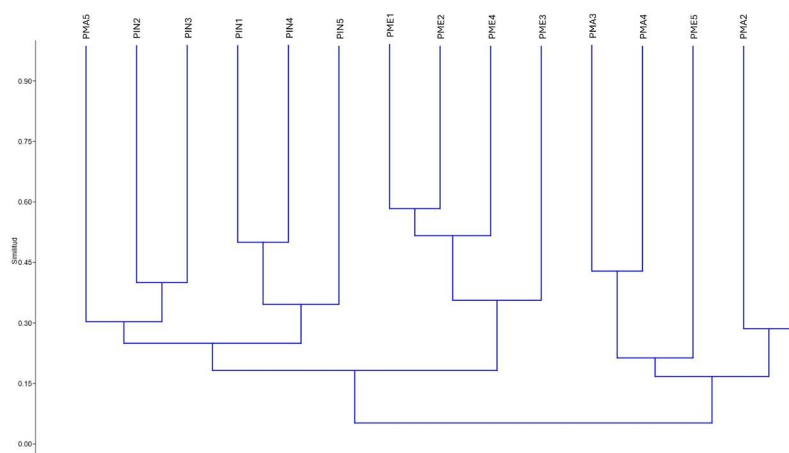 PMA5
PIN2
PIN3
PIN1
PIN4
PIN5
PME1
PME2
PME4
PME3
PMA3
PMA4
PME5
PMA2
0.90
0.75
0.60
0.45
0.30
0.15
0.00
Similitud